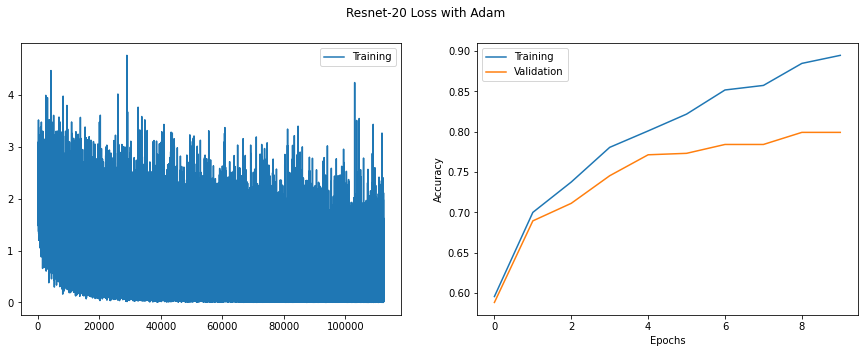 Resnet-20 Loss with Adam
Training
4
3
2
1
0
0 20000 40000 60000 80000 100000
Training
Validation
Accuracy
0.90
0.85
0.80
0.75
0.70
0.65
0.60
0 2 4 6 8
Epochs